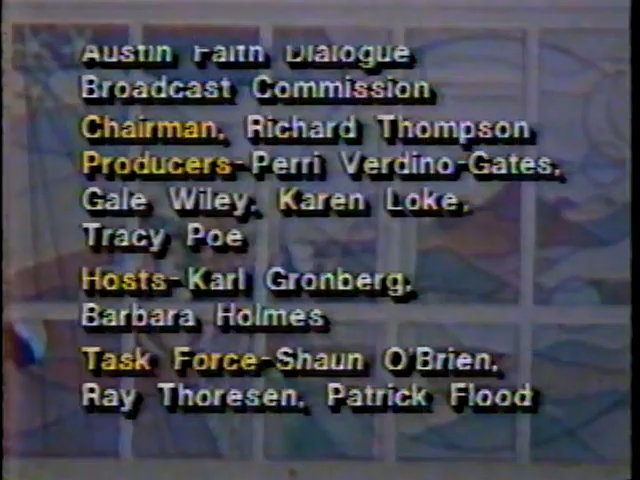 Austin Faith Dialogue
Broadcast Commission
Chairman, Richard Thompson
Producers-Perri Verdino-Gates,
Gale Wiley, Karen Loke,
Tracy Poe
Hosts-Karl Gronberg,
Barbara Holmes
Task Force-Shaun O'Brien,
Ray Thoresen, Patrick Flood